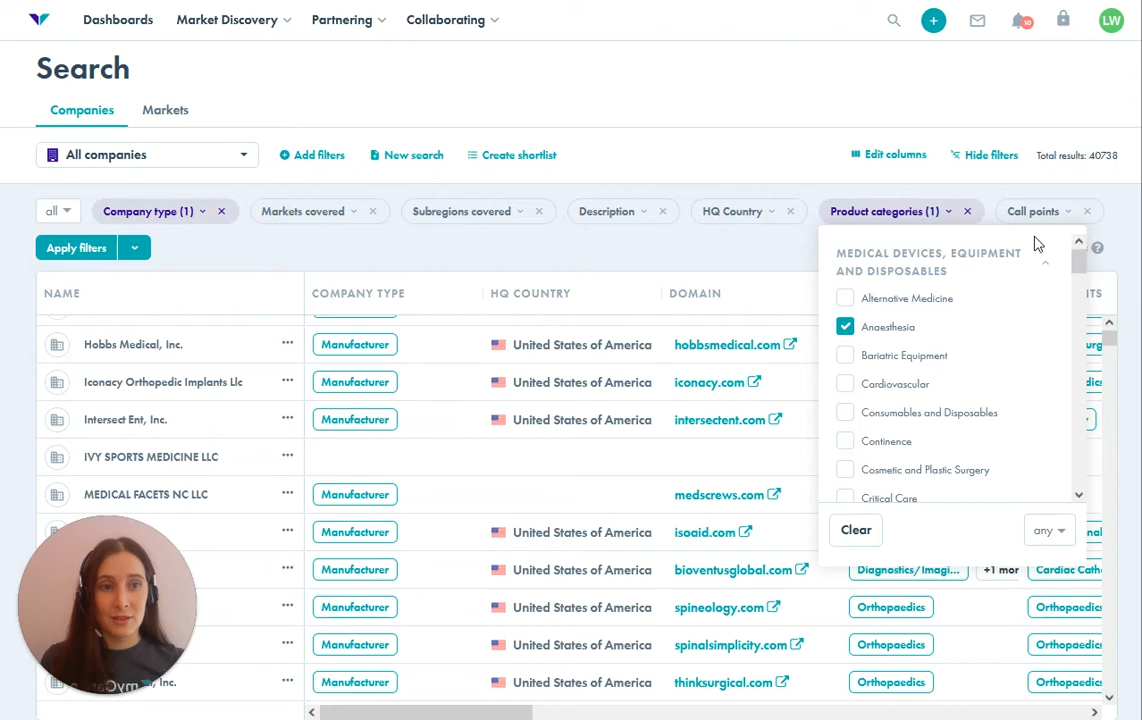 Dashboards Market Discovery Partnering Collaborating 10 LW
Search
Companies Markets
All companies Add filters New search Create shortlist Edit columns Hide filters Total results: 40738
all Company type (1) Markets covered Subregions covered Description HQ Country Product categories (1) Call points
Apply filters
NAME COMPANY TYPE HQ COUNTRY DOMAIN
MEDICAL DEVICES, EQUIPMENT
AND DISPOSABLES
Alternative Medicine
Anaesthesia
Bariatric Equipment
Cardiovascular
Consumables and Disposables
Continence
Cosmetic and Plastic Surgery
Critical Care
Clear any
Hobbs Medical, Inc. Manufacturer United States of America hobbsmedical.com
Iconacy Orthopedic Implants Llc Manufacturer United States of America iconacy.com
Intersect Ent, Inc. Manufacturer United States of America intersectent.com
IVY SPORTS MEDICINE LLC
MEDICAL FACETS NC LLC Manufacturer medscrews.com
Manufacturer United States of America isoaid.com
Manufacturer United States of America bioventusglobal.com Diagnostics/Imagi... +1 mor Cardiac Cath
Manufacturer United States of America spineology.com Orthopaedics Orthopaedics
Manufacturer United States of America spinalsimplicity.com Orthopaedics Orthopaedics
Inc. Manufacturer United States of America thinksurgical.com Orthopaedics Orthopaedics